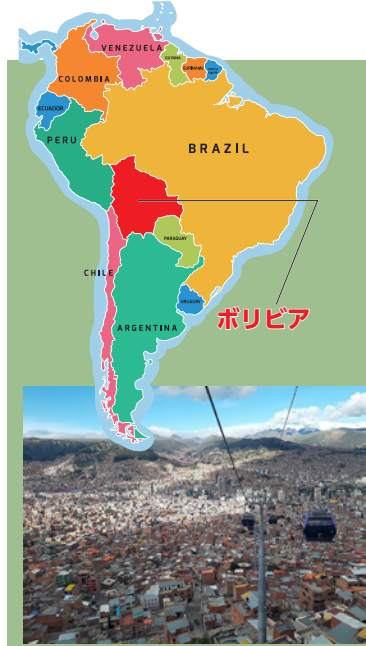 VENEZUELA
GUYANA
SURINAME
COLOMBIA
ECUADOR
PERU
BRAZIL
PARAGUAY
CHILE
URUGUAY
ボリビア
ARGENTINA